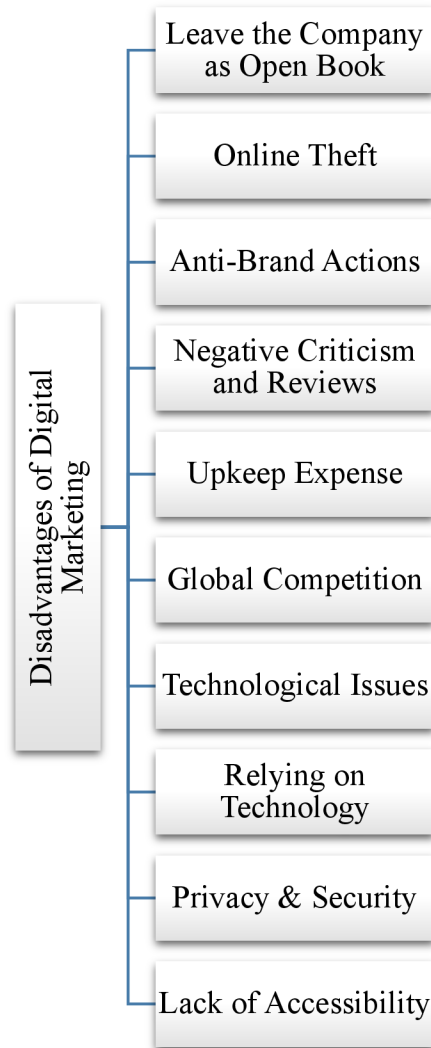 Disadvantages of Digital
Marketing
Leave the Company
as Open Book
Online Theft
Anti-Brand Actions
Negative Criticism
and Reviews
Upkeep Expense
Global Competition
Technological Issues
Relying on
Technology
Privacy & Security
Lack of Accessibility